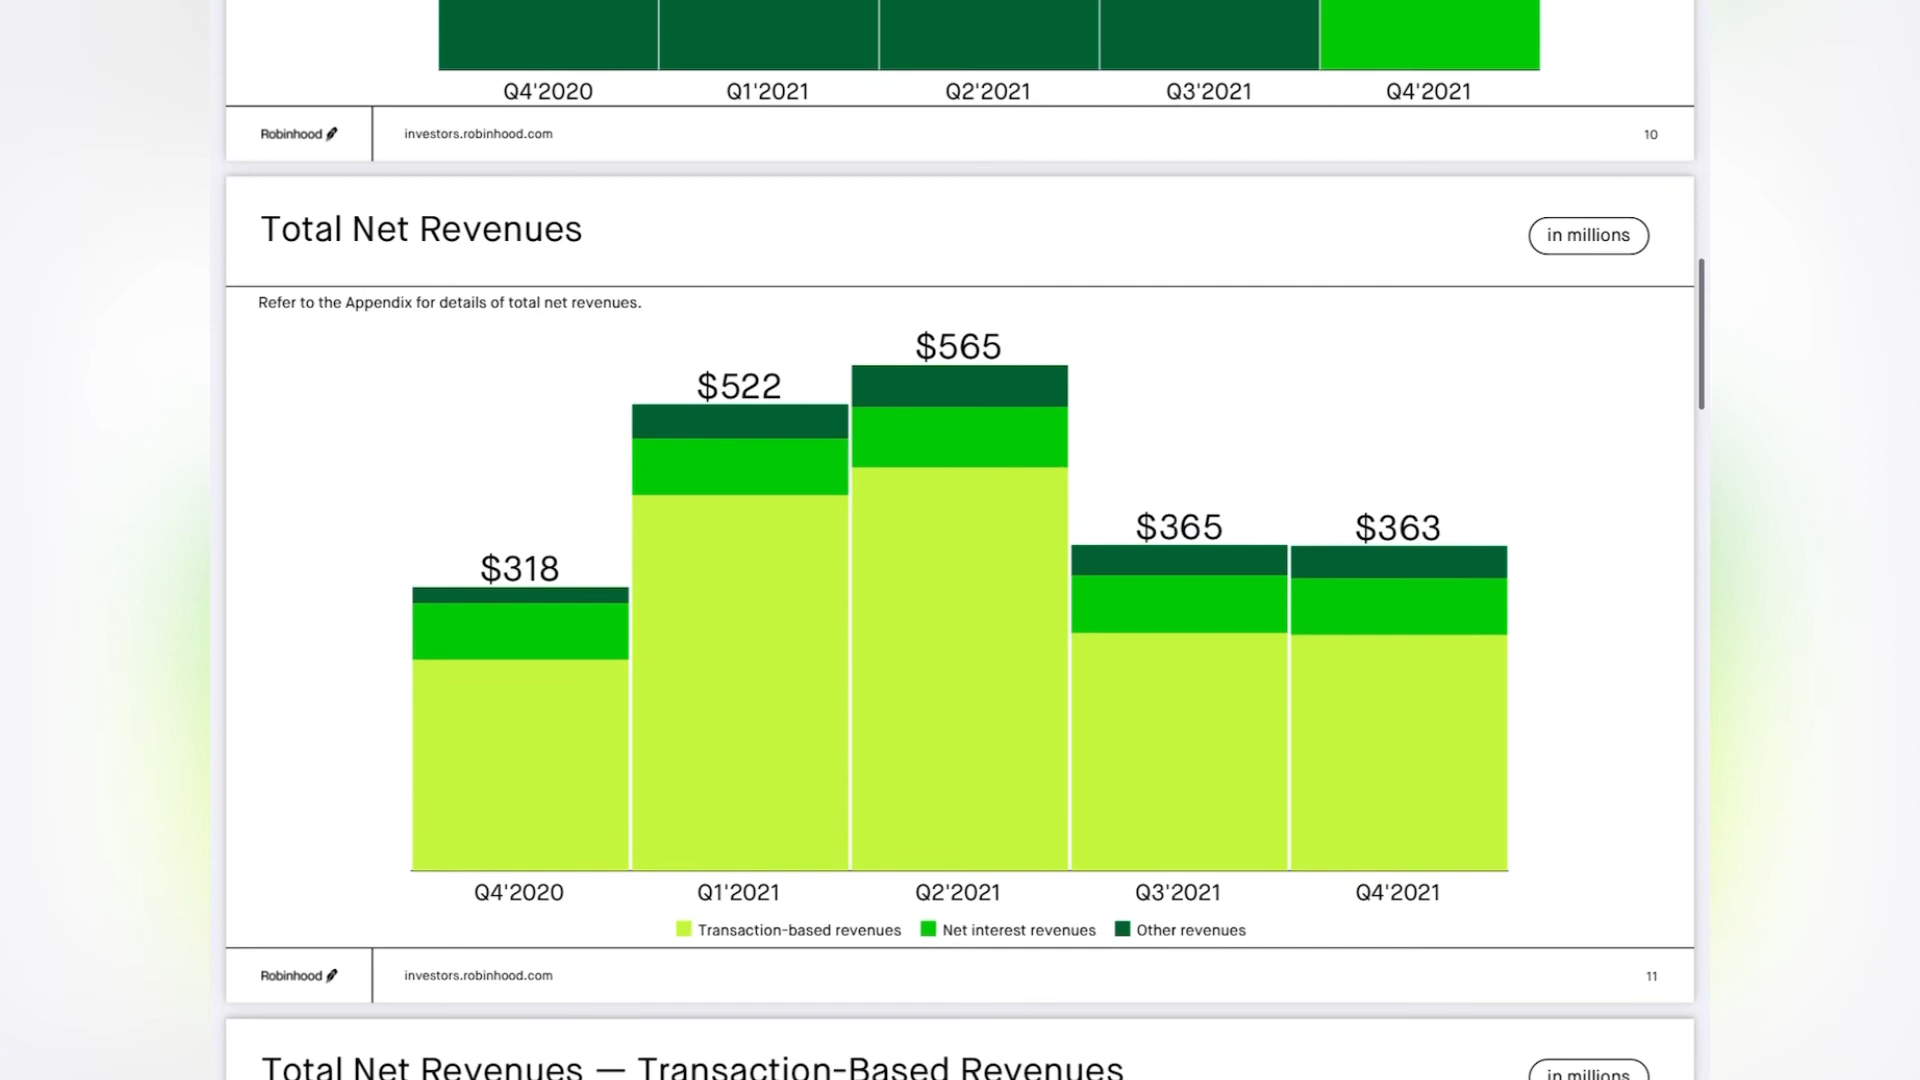 Q4'2020 Q1'2021 Q2'2021 Q3'2021 Q4'2021
Robinhood investors.robinhood.com 10
Total Net Revenues in millions
Refer to the Appendix for details of total net revenues.
$565
$522
$365 $363
$318
Q4'2020 Q1'2021 Q2'2021 Q3'2021 Q4'2021
Transaction-based revenues Net interest revenues Other revenues
Robinhood investors.robinhood.com 11
Total Net Revenues — Transaction-Based Revenues in millions